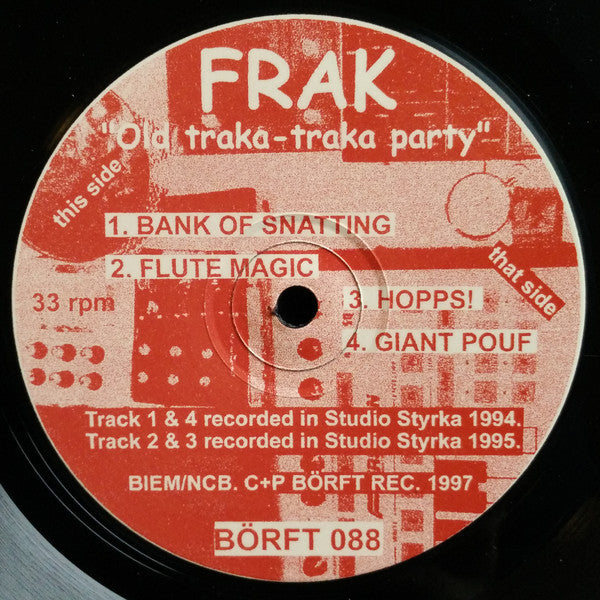 FRAK
"Old traka-traka party"
this side
1. BANK OF SNATTING
2. FLUTE MAGIC
that side
33 rpm
3. HOPPS!
4. GIANT POUF
Track 1 & 4 recorded in Studio Styrka 1994.
Track 2 & 3 recorded in Studio Styrka 1995.
BIEM/NCB. C+P BÖRFT REC. 1997
BÖRFT 088